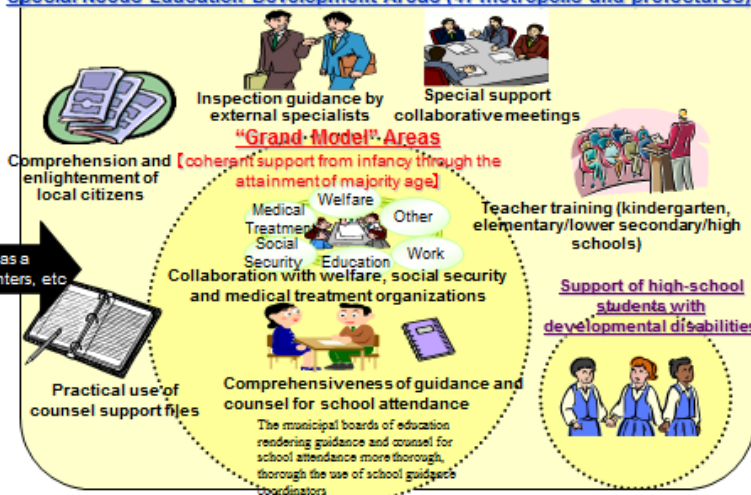 Special Needs Education Development Areas (47 metropolis and prefectures)
Inspection guidance by
external specialists
Special support
collaborative meetings
"Grand Model" Areas
【coherent support from infancy through the
attainment of majority age】
Comprehension and
enlightenment of
local citizens
Teacher training (kindergarten,
elementary/lower secondary/high
schools)
Welfare
Medical
Treatment
Other
Social
Security
Education
Work
Collaboration with welfare, social security
and medical treatment organizations
as a
nters, etc
Support of high-school
students with
developmental disabilities
Practical use of
counsel support files
Comprehensiveness of guidance and
counsel for school attendance
The municipal boards of education
rendering guidance and counsel for
school attendance more thorough,
thorough the use of school guidance
coordinators